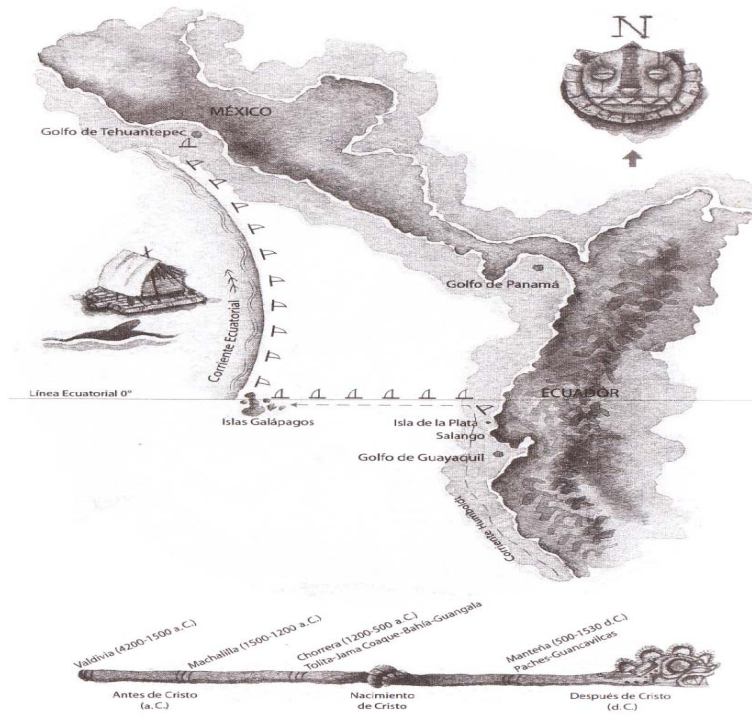 N
MÉXICO
Golfo de Tehuantepec
Corriente Ecuatorial
Golfo de Panamá
Línea Ecuatorial 0°
ECUADOR
Islas Galápagos
Isla de la Plata
Salango
Golfo de Guayaquil
Corriente Humboldt
Valdivia (4200-1500 a.C.)
Machalilla (1500-1200 a.C.)
Chorrera (1200-500 a.C.)
Tolita-Jama Coaque-Bahía-Guangala
Manteña (500-1530 d.C.)
Paches-Guancavilcas
Antes de Cristo
(a.C.)
Nacimiento
de Cristo
Después de Cristo
(d.C.)